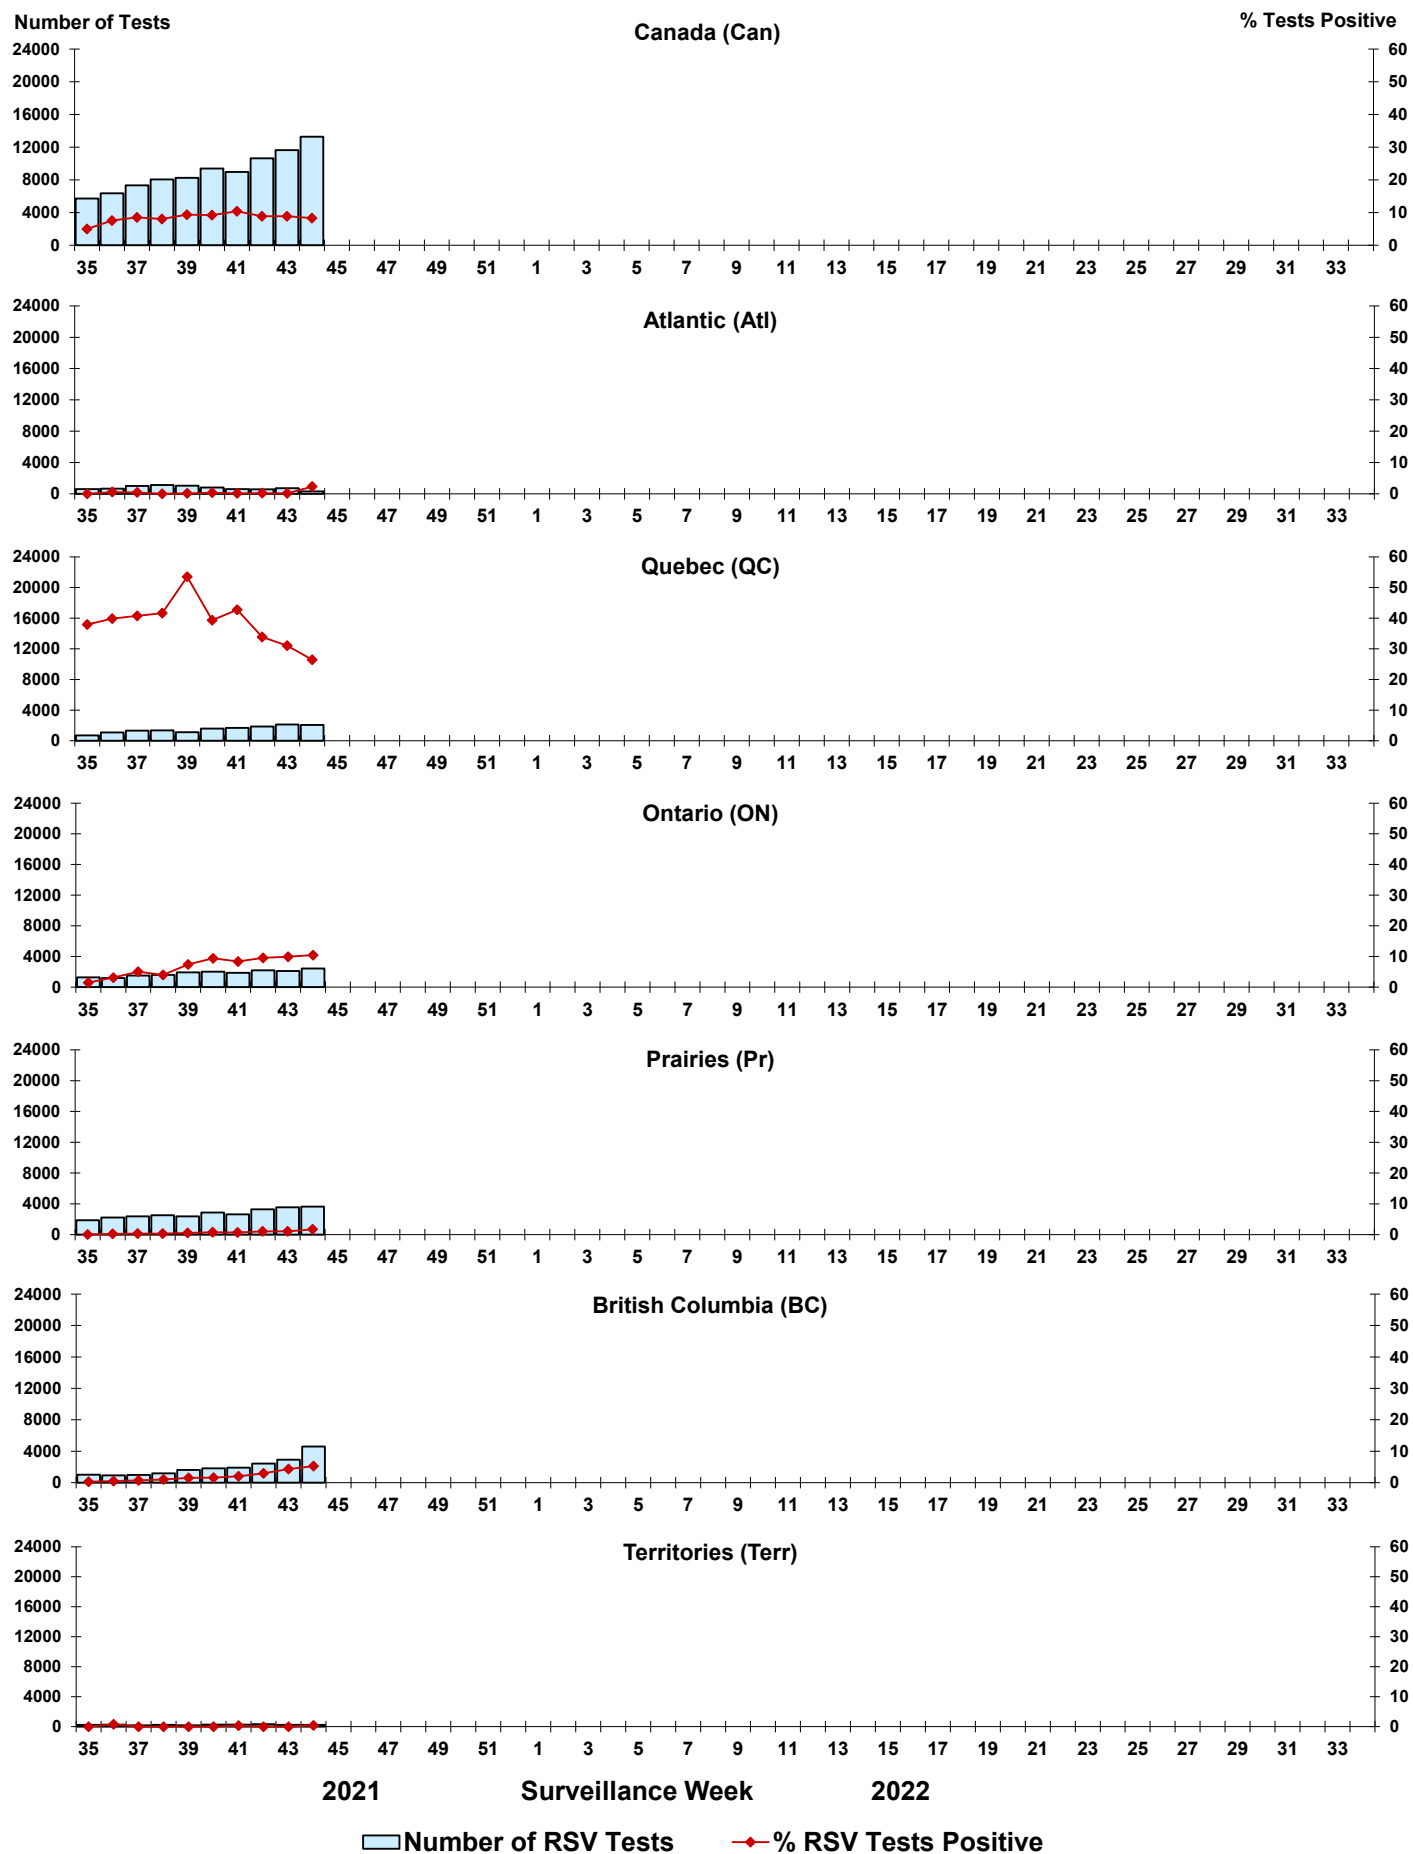 Number of Tests
% Tests Positive
Canada (Can)
24000 60
20000 50
16000 40
12000 30
8000 20
4000 10
0 0
35 37 39 41 43 45 47 49 51 1 3 5 7 9 11 13 15 17 19 21 23 25 27 29 31 33
Atlantic (Atl)
24000 60
20000 50
16000 40
12000 30
8000 20
4000 10
0 0
35 37 39 41 43 45 47 49 51 1 3 5 7 9 11 13 15 17 19 21 23 25 27 29 31 33
Quebec (QC)
24000 60
20000 50
16000 40
12000 30
8000 20
4000 10
0 0
35 37 39 41 43 45 47 49 51 1 3 5 7 9 11 13 15 17 19 21 23 25 27 29 31 33
Ontario (ON)
24000 60
20000 50
16000 40
12000 30
8000 20
4000 10
0 0
35 37 39 41 43 45 47 49 51 1 3 5 7 9 11 13 15 17 19 21 23 25 27 29 31 33
Prairies (Pr)
24000 60
20000 50
16000 40
12000 30
8000 20
4000 10
0 0
35 37 39 41 43 45 47 49 51 1 3 5 7 9 11 13 15 17 19 21 23 25 27 29 31 33
British Columbia (BC)
24000 60
20000 50
16000 40
12000 30
8000 20
4000 10
0 0
35 37 39 41 43 45 47 49 51 1 3 5 7 9 11 13 15 17 19 21 23 25 27 29 31 33
Territories (Terr)
24000 60
20000 50
16000 40
12000 30
8000 20
4000 10
0 0
35 37 39 41 43 45 47 49 51 1 3 5 7 9 11 13 15 17 19 21 23 25 27 29 31 33
2021 Surveillance Week 2022
Number of RSV Tests % RSV Tests Positive